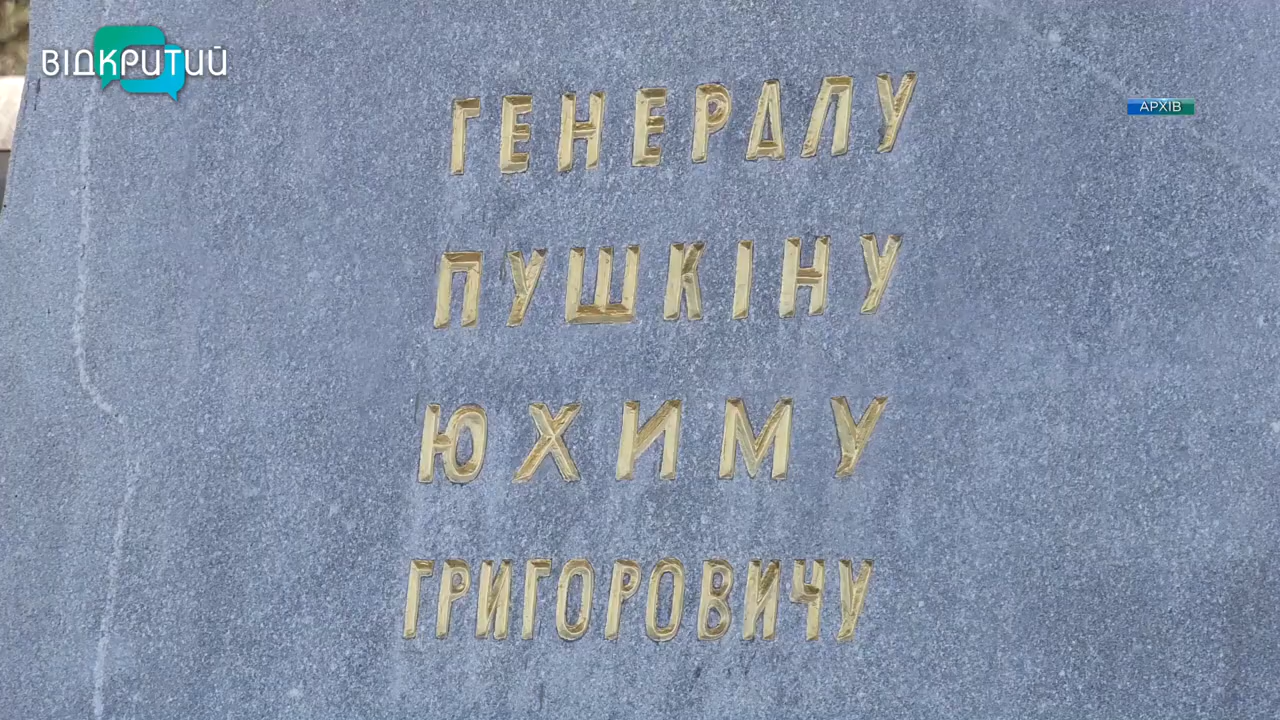 ВІДКРИТИЙ
АРХІВ
ГЕНЕРАЛУ
ПУШКІНУ
ЮХИМУ
ГРИГОРОВИЧУ